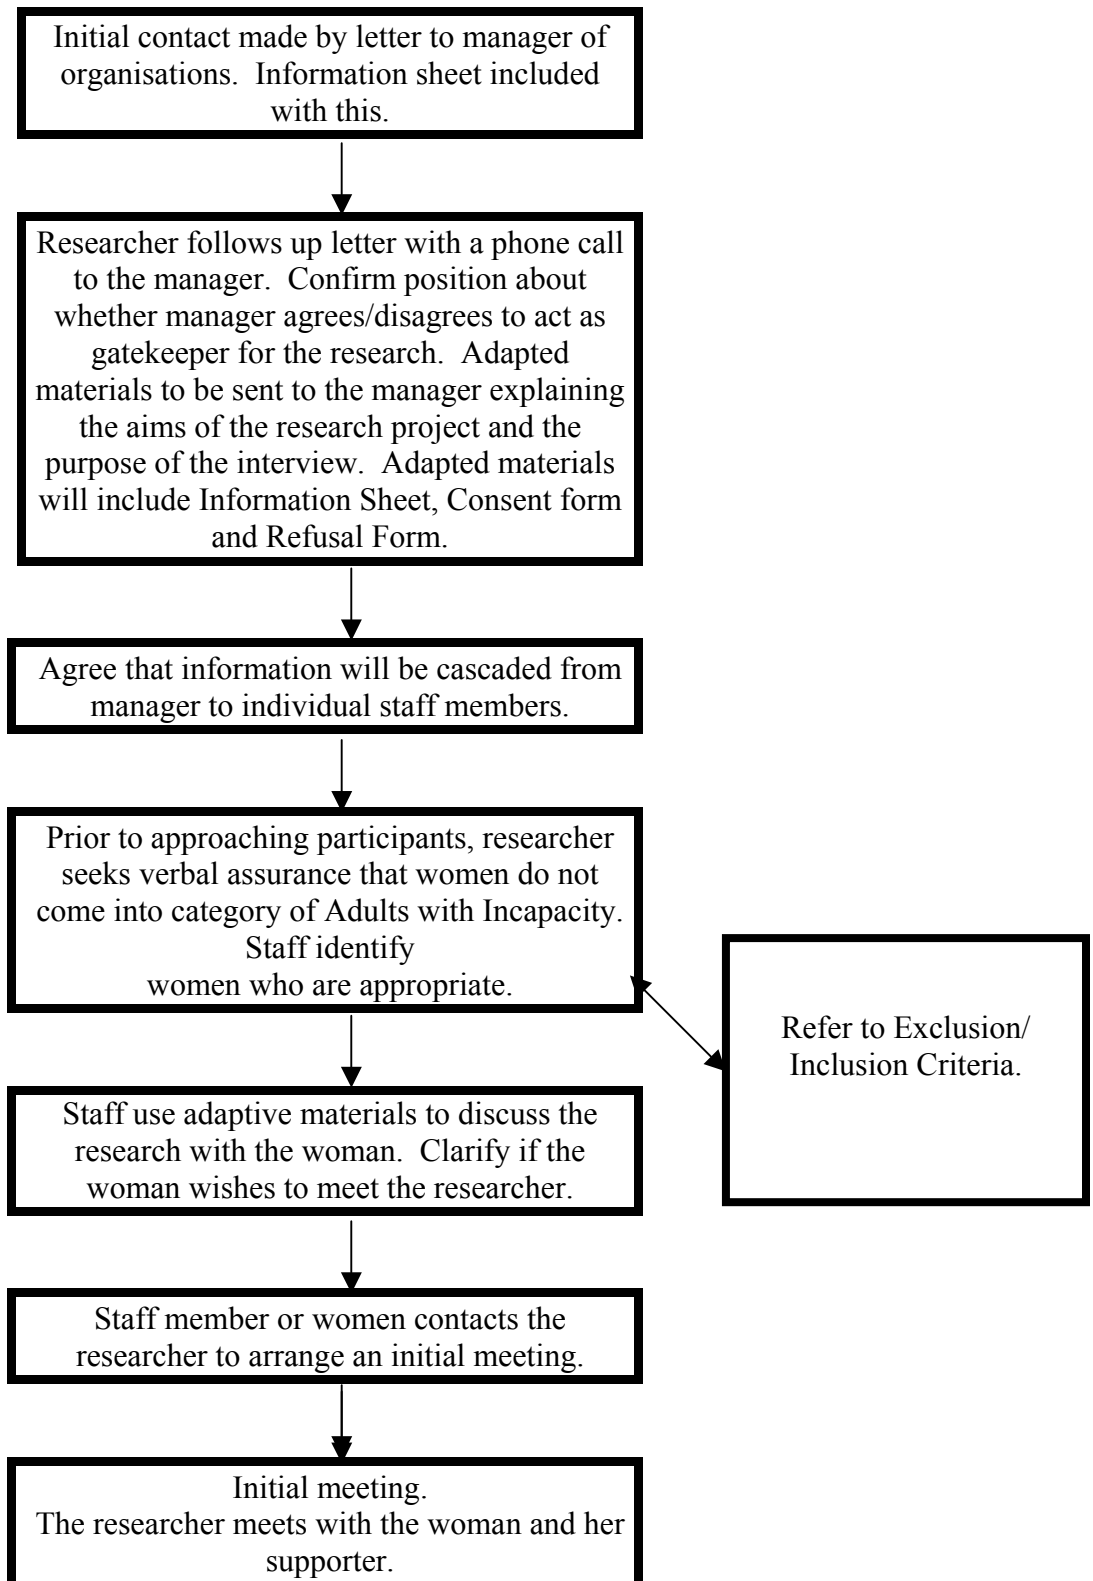 Initial contact made by letter to manager of
organisations.  Information sheet included
with this.
Researcher follows up letter with a phone call
to the manager.  Confirm position about
whether manager agrees/disagrees to act as
gatekeeper for the research.  Adapted
materials to be sent to the manager explaining
the aims of the research project and the
purpose of the interview.  Adapted materials
will include Information Sheet, Consent form
and Refusal Form.
Agree that information will be cascaded from
manager to individual staff members.
Prior to approaching participants, researcher
seeks verbal assurance that women do not
come into category of Adults with Incapacity.
Staff identify
women who are appropriate.
Refer to Exclusion/
Inclusion Criteria.
Staff use adaptive materials to discuss the
research with the woman.  Clarify if the
woman wishes to meet the researcher.
Staff member or women contacts the
researcher to arrange an initial meeting.
Initial meeting.
The researcher meets with the woman and her
supporter.